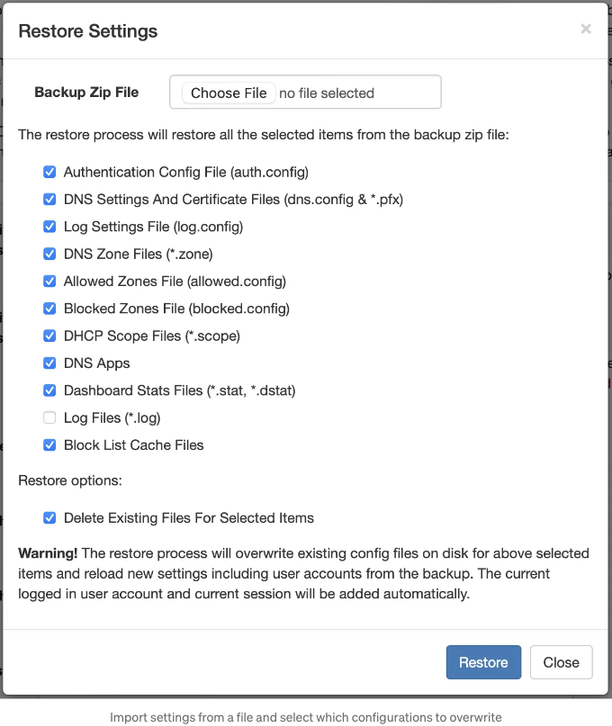 Restore Settings ×
Backup Zip File Choose File no file selected
The restore process will restore all the selected items from the backup zip file:
Authentication Config File (auth.config)
DNS Settings And Certificate Files (dns.config & *.pfx)
Log Settings File (log.config)
DNS Zone Files (*.zone)
Allowed Zones File (allowed.config)
Blocked Zones File (blocked.config)
DHCP Scope Files (*.scope)
DNS Apps
Dashboard Stats Files (*.stat, *.dstat)
Log Files (*.log)
Block List Cache Files
Restore options:
Delete Existing Files For Selected Items
Warning! The restore process will overwrite existing config files on disk for above selected
items and reload new settings including user accounts from the backup. The current
logged in user account and current session will be added automatically.
Restore Close
Import settings from a file and select which configurations to overwrite